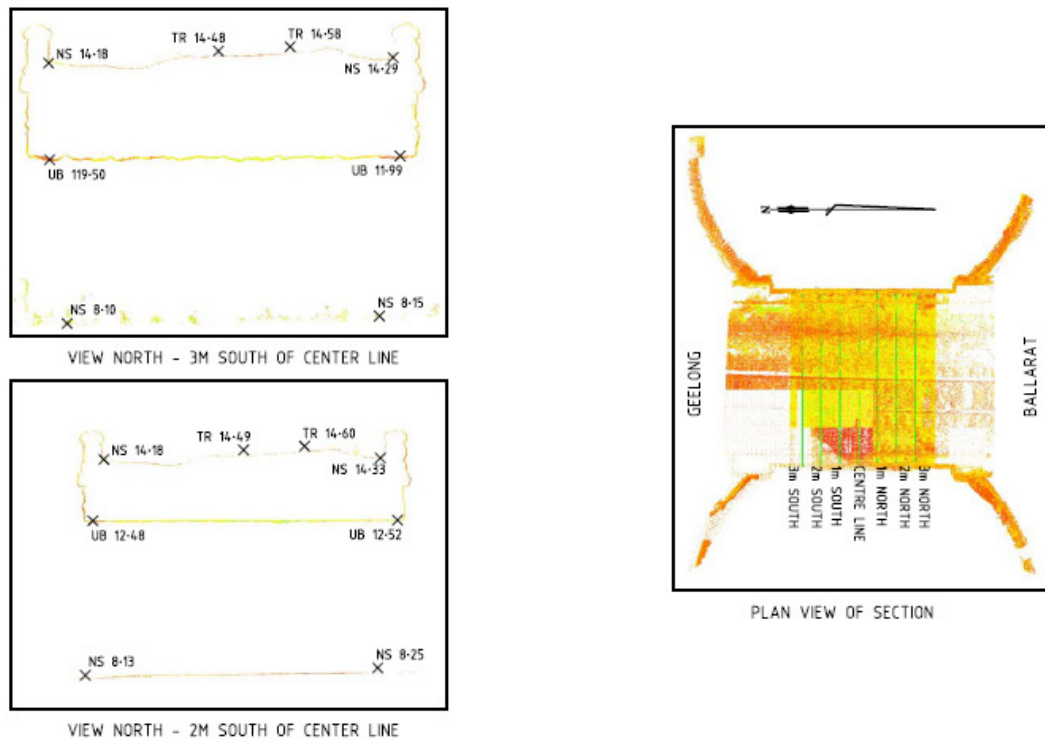 NS 14·18
TR 14·48
TR 14·58
NS 14·29
UB 119·50
UB 11·99
NS 8·10
NS 8·15
VIEW NORTH - 3M SOUTH OF CENTER LINE
NS 14·18
TR 14·49
TR 14·60
NS 14·33
UB 12·48
UB 12·52
NS 8·13
NS 8·25
VIEW NORTH - 2M SOUTH OF CENTER LINE
N
GEELONG
BALLARAT
3m SOUTH
2m SOUTH
1m SOUTH
CENTRE LINE
1m NORTH
2m NORTH
3m NORTH
PLAN VIEW OF SECTION